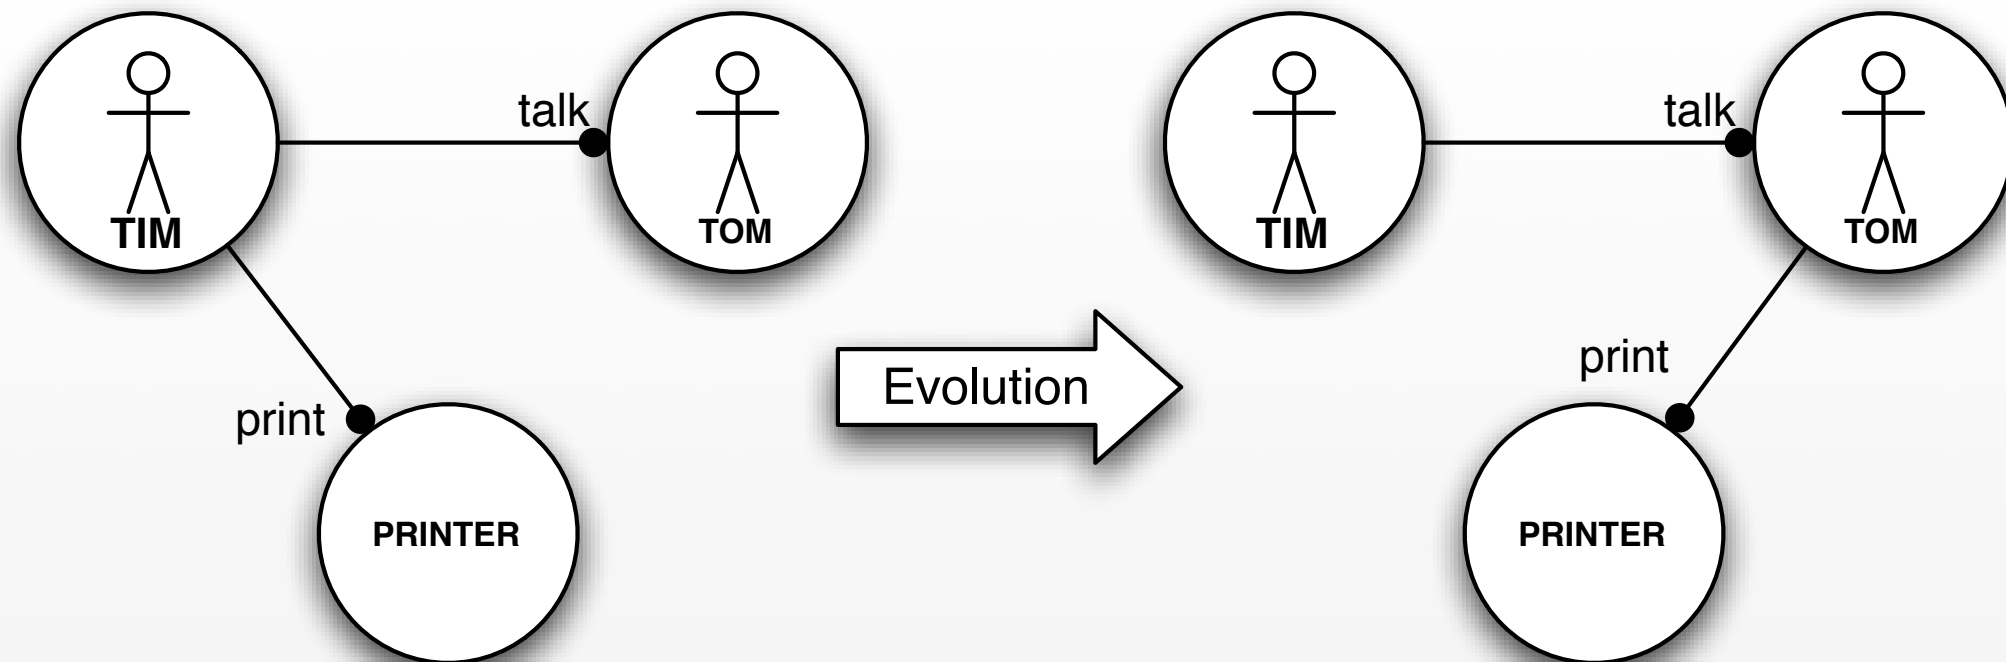 talk
TIM
TOM
print
PRINTER
Evolution
talk
TIM
TOM
print
PRINTER